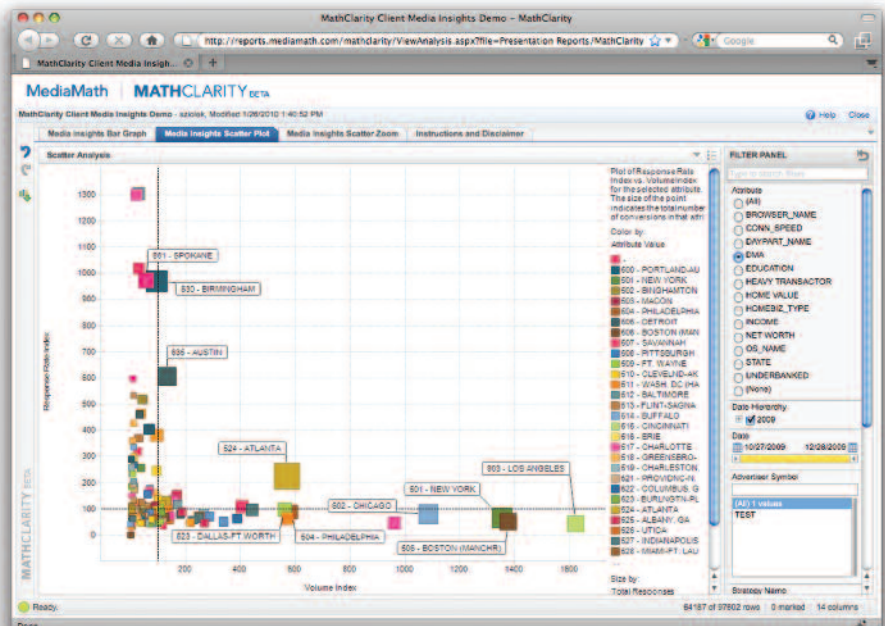 MathClarity Client Media Insights Demo – MathClarity
http://reports.mediamath.com/mathclarity/ViewAnalysis.aspx?file=Presentation Reports/MathClarity
Google
MathClarity Client Media Insigh...
MediaMath | MATHCLARITY BETA
MathClarity Client Media Insights Demo - sziolek, Modified 1/26/2010 1:40:52 PM
Help Close
Media Insights Bar Graph
Media Insights Scatter Plot
Media Insights Scatter Zoom
Instructions and Disclaimer
Scatter Analysis
Response Rate Index
1300
1200
1100
1000
900
800
700
600
500
400
300
200
100
0
881 - SPOKANE
630 - BIRMINGHAM
635 - AUSTIN
524 - ATLANTA
803 - LOS ANGELES
501 - NEW YORK
602 - CHICAGO
623 - DALLAS-FT. WORTH
504 - PHILADELPHIA
506 - BOSTON (MANCHR)
200 400 600 800 1000 1200 1400 1600
Volume Index
Plot of Response Rate
Index vs. Volume Index
for the selected attribute.
The size of the point
indicates the total number
of conversions in that attri
Color by:
Attribute Value
-
500 - PORTLAND-AU
501 - NEW YORK
502 - BINGHAMTON
503 - MACON
504 - PHILADELPHIA
505 - DETROIT
506 - BOSTON (MAN
507 - SAVANNAH
508 - PITTSBURGH
509 - FT. WAYNE
510 - CLEVELND-AK
511 - WASH, DC (HA
512 - BALTIMORE
513 - FLINT-SAGNA
514 - BUFFALO
515 - CINCINNATI
516 - ERIE
517 - CHARLOTTE
518 - GREENSBRO-
519 - CHARLESTON
521 - PROVIDNC-N.
522 - COLUMBUS, G
523 - BURLNGTN-PL
524 - ATLANTA
525 - ALBANY, GA
526 - UTICA
527 - INDIANAPOLIS
528 - MIAMI-FT. LAU
...
Size by:
Total Responses
FILTER PANEL
Type to search filters
Attribute
(All)
BROWSER_NAME
CONN_SPEED
DAYPART_NAME
DMA
EDUCATION
HEAVY TRANSACTOR
HOME VALUE
HOMEBIZ_TYPE
INCOME
NET WORTH
OS_NAME
STATE
UNDERBANKED
(None)
Date Hierarchy
2009
Date
10/27/2009 12/28/2009
Advertiser Symbol
(All) 1 values
TEST
Strategy Name
MATHCLARITY BETA
Ready.
64187 of 97802 rows 0 marked 14 columns